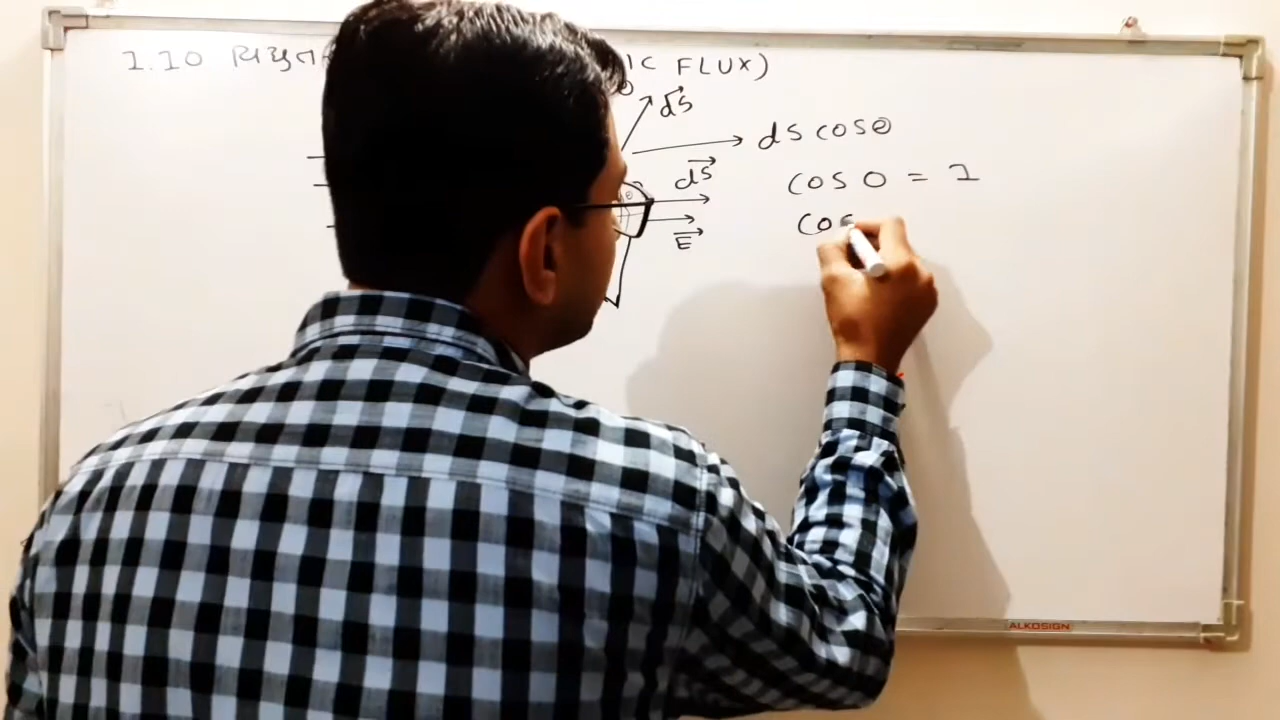 1.10 IC FLUX)
dS
dS cosθ
dS
cos 0 = 1
E
cos
ALKOSIGN